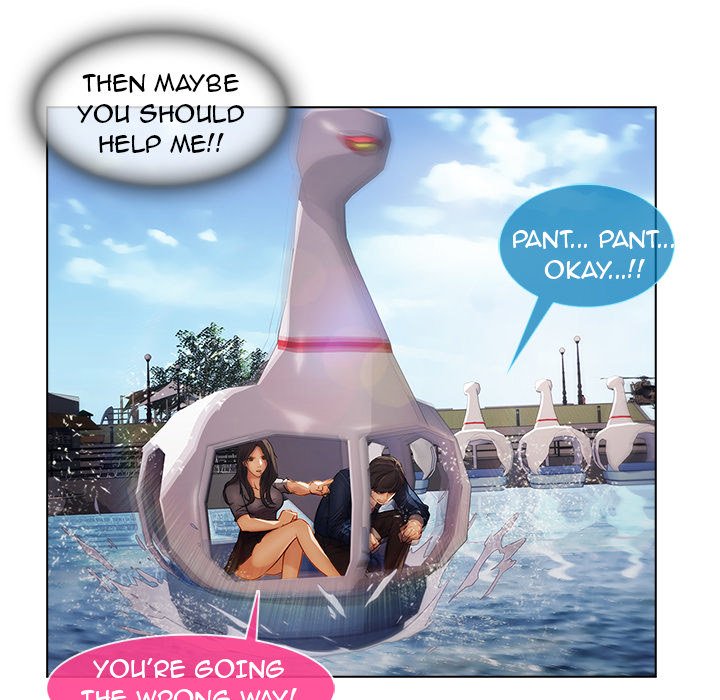 THEN MAYBE
YOU SHOULD
HELP ME!!
PANT... PANT...
OKAY...!!
YOU'RE GOING
THE WRONG WAY!